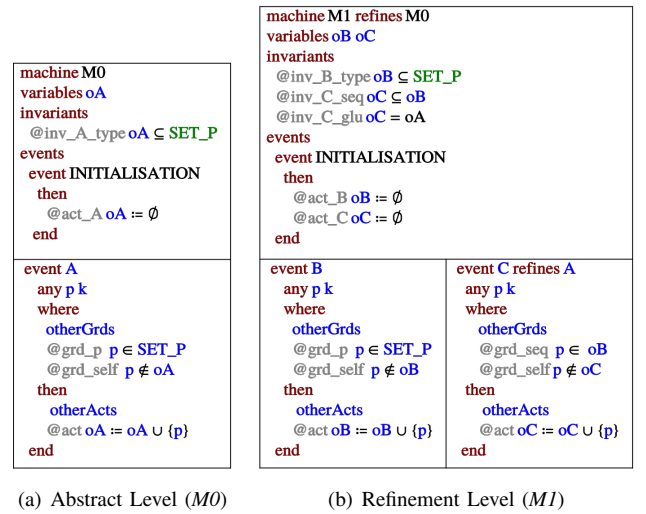 machine M0
variables oA
invariants
@inv_A_type oA ⊆ SET_P
events
event INITIALISATION
then
@act_A oA ≔ ∅
end
event A
any p k
where
otherGrds
@grd_p p ∈ SET_P
@grd_self p ∉ oA
then
otherActs
@act oA ≔ oA ∪ {p}
end
(a) Abstract Level (M0)
machine M1 refines M0
variables oB oC
invariants
@inv_B_type oB ⊆ SET_P
@inv_C_seq oC ⊆ oB
@inv_C_glu oC = oA
events
event INITIALISATION
then
@act_B oB ≔ ∅
@act_C oC ≔ ∅
end
event B
any p k
where
otherGrds
@grd_p p ∈ SET_P
@grd_self p ∉ oB
then
otherActs
@act oB ≔ oB ∪ {p}
end
event C refines A
any p k
where
otherGrds
@grd_seq p ∈ oB
@grd_self p ∉ oC
then
otherActs
@act oC ≔ oC ∪ {p}
end
(b) Refinement Level (M1)